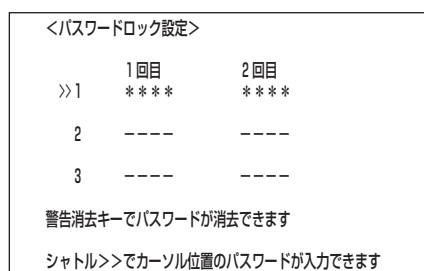 ＜パスワードロック設定＞
1回目 2回目
≫1 ＊＊＊＊ ＊＊＊＊
2 −−−− −−−−
3 −−−− −−−−
警告消去キーでパスワードが消去できます
シャトル＞＞でカーソル位置のパスワードが入力できます